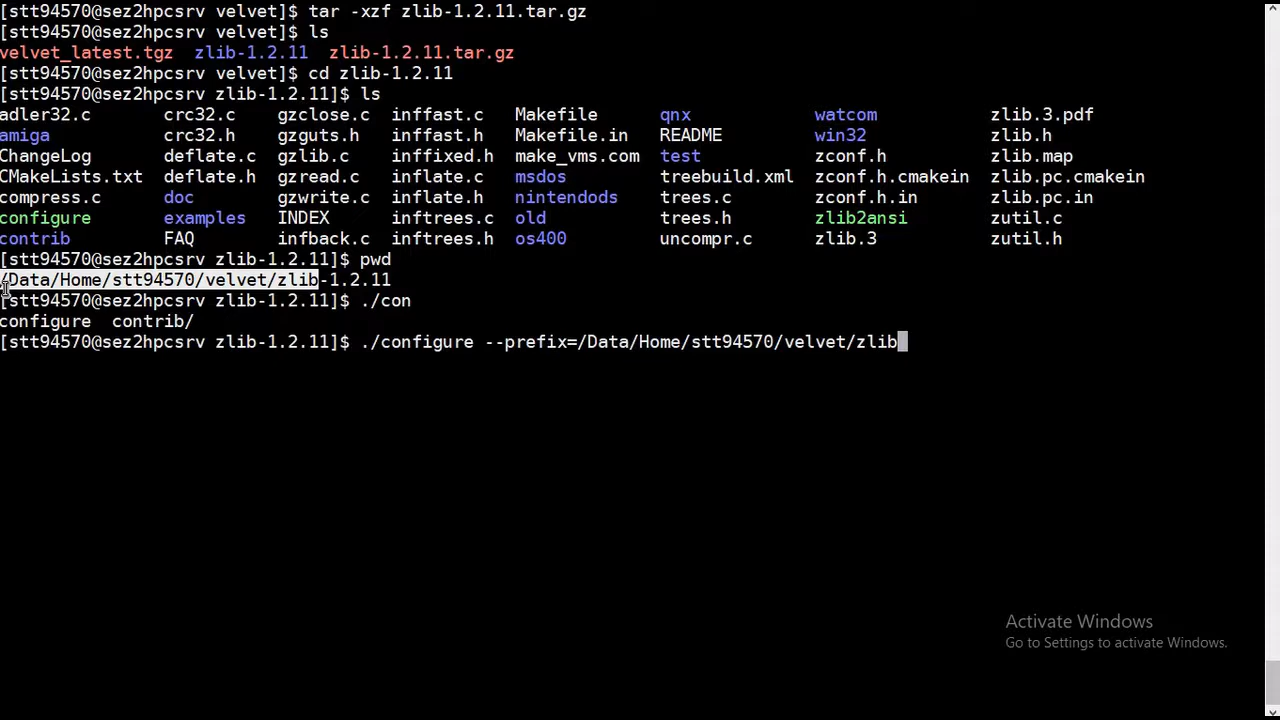 [stt94570@sez2hpcsrv velvet]$ tar -xzf zlib-1.2.11.tar.gz
[stt94570@sez2hpcsrv velvet]$ ls
velvet_latest.tgz  zlib-1.2.11  zlib-1.2.11.tar.gz
[stt94570@sez2hpcsrv velvet]$ cd zlib-1.2.11
[stt94570@sez2hpcsrv zlib-1.2.11]$ ls
adler32.c       crc32.c    gzclose.c  inffast.c   Makefile      qnx            watcom           zlib.3.pdf
amiga           crc32.h    gzguts.h   inffast.h   Makefile.in   README         win32            zlib.h
ChangeLog       deflate.c  gzlib.c    inffixed.h  make_vms.com  test           zconf.h          zlib.map
CMakeLists.txt  deflate.h  gzread.c   inflate.c   msdos         treebuild.xml  zconf.h.cmakein  zlib.pc.cmakein
compress.c      doc        gzwrite.c  inflate.h   nintendods    trees.c        zconf.h.in       zlib.pc.in
configure       examples   INDEX      inftrees.c  old           trees.h        zlib2ansi        zutil.c
contrib         FAQ        infback.c  inftrees.h  os400         uncompr.c      zlib.3           zutil.h
[stt94570@sez2hpcsrv zlib-1.2.11]$ pwd
/Data/Home/stt94570/velvet/zlib-1.2.11
[stt94570@sez2hpcsrv zlib-1.2.11]$ ./con
configure  contrib/
[stt94570@sez2hpcsrv zlib-1.2.11]$ ./configure --prefix=/Data/Home/stt94570/velvet/zlib
Activate Windows
Go to Settings to activate Windows.